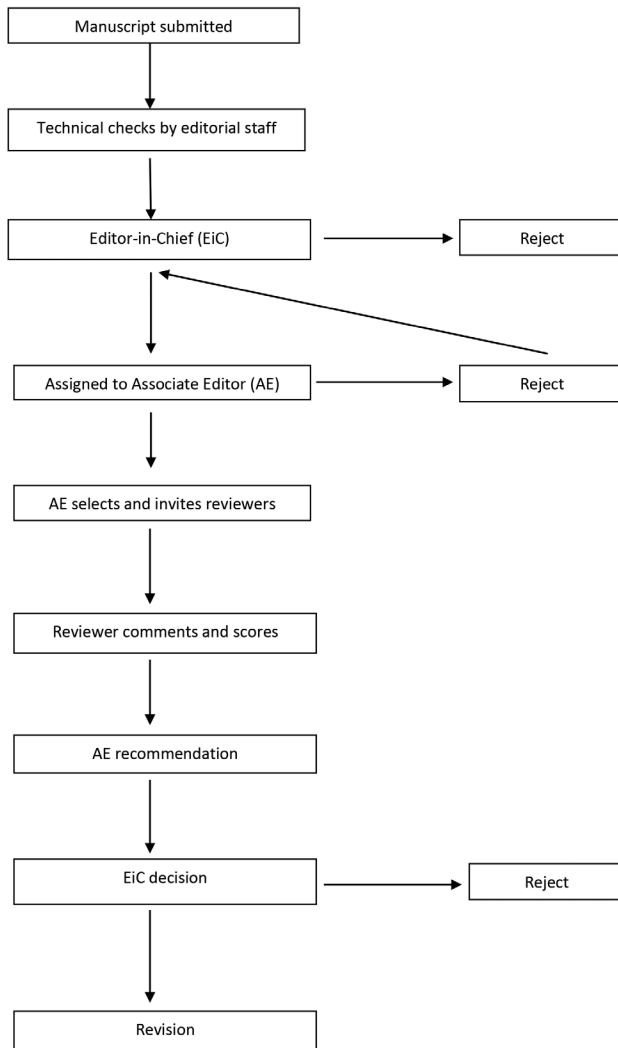 Manuscript submitted
Technical checks by editorial staff
Editor-in-Chief (EiC)
Reject
Assigned to Associate Editor (AE)
Reject
AE selects and invites reviewers
Reviewer comments and scores
AE recommendation
EiC decision
Reject
Revision